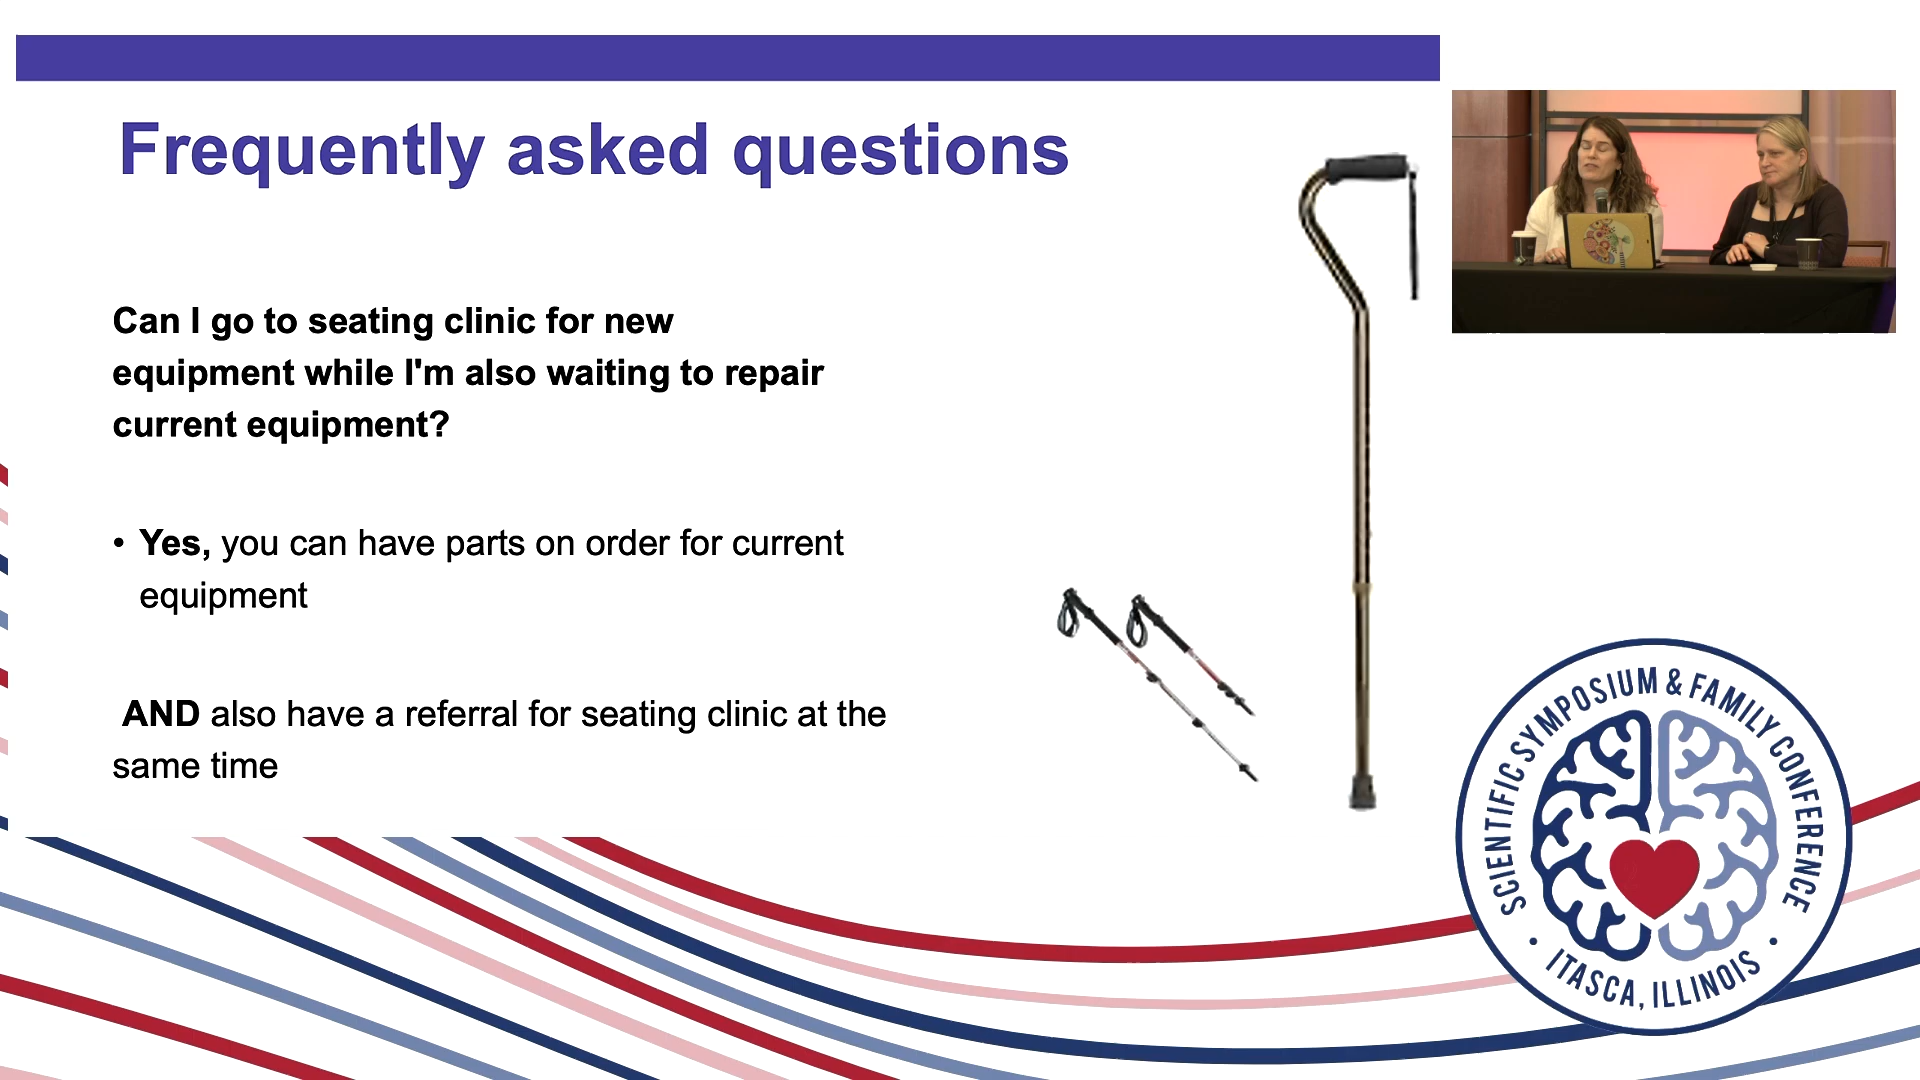 Frequently asked questions
Can I go to seating clinic for new
equipment while I'm also waiting to repair
current equipment?
• Yes, you can have parts on order for current
equipment
AND also have a referral for seating clinic at the
same time
SCIENTIFIC SYMPOSIUM & FAMILY CONFERENCE
• ITASCA, ILLINOIS •